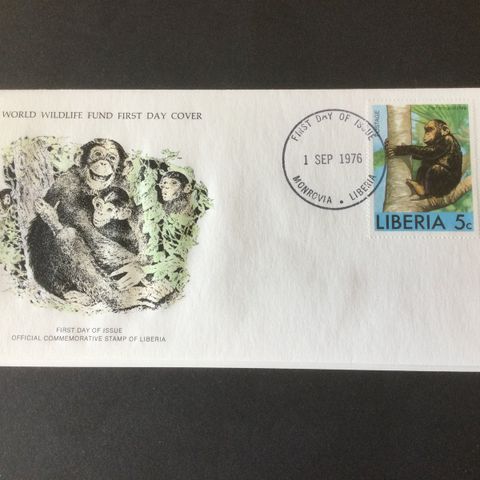 WORLD WILDLIFE FUND FIRST DAY COVER
FIRST DAY OF ISSUE
1 SEP 1976
MONROVIA • LIBERIA
LIBERIA 5c
FIRST DAY OF ISSUE
OFFICIAL COMMEMORATIVE STAMP OF LIBERIA